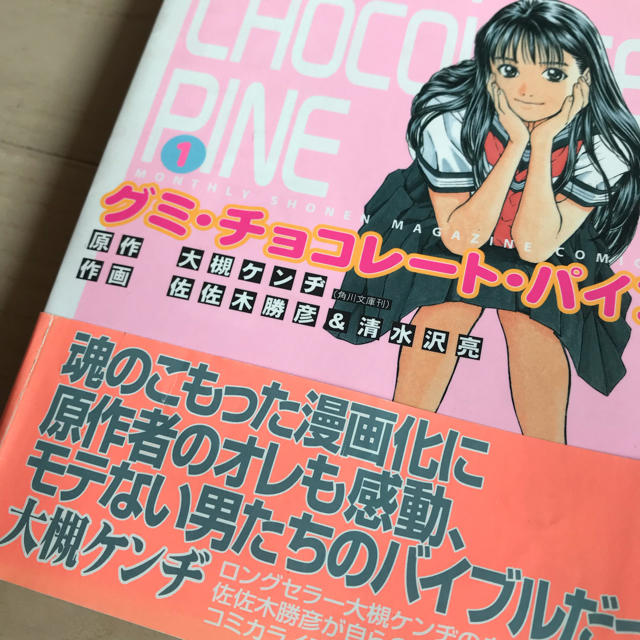 CHOCOL
PINE
1
MONTHLY SHONEN MAGAZINE COMIC
グミ・チョコレート・パイ
原作 大槻ケンヂ
(角川文庫刊)
作画 佐佐木勝彦&清水沢亮
魂のこもった漫画化に
原作者のオレも感動、
モテない男たちのバイブルだー
大槻ケンヂ
ロングセラー大槻ケンヂの
佐佐木勝彦が自ら
コミカライ